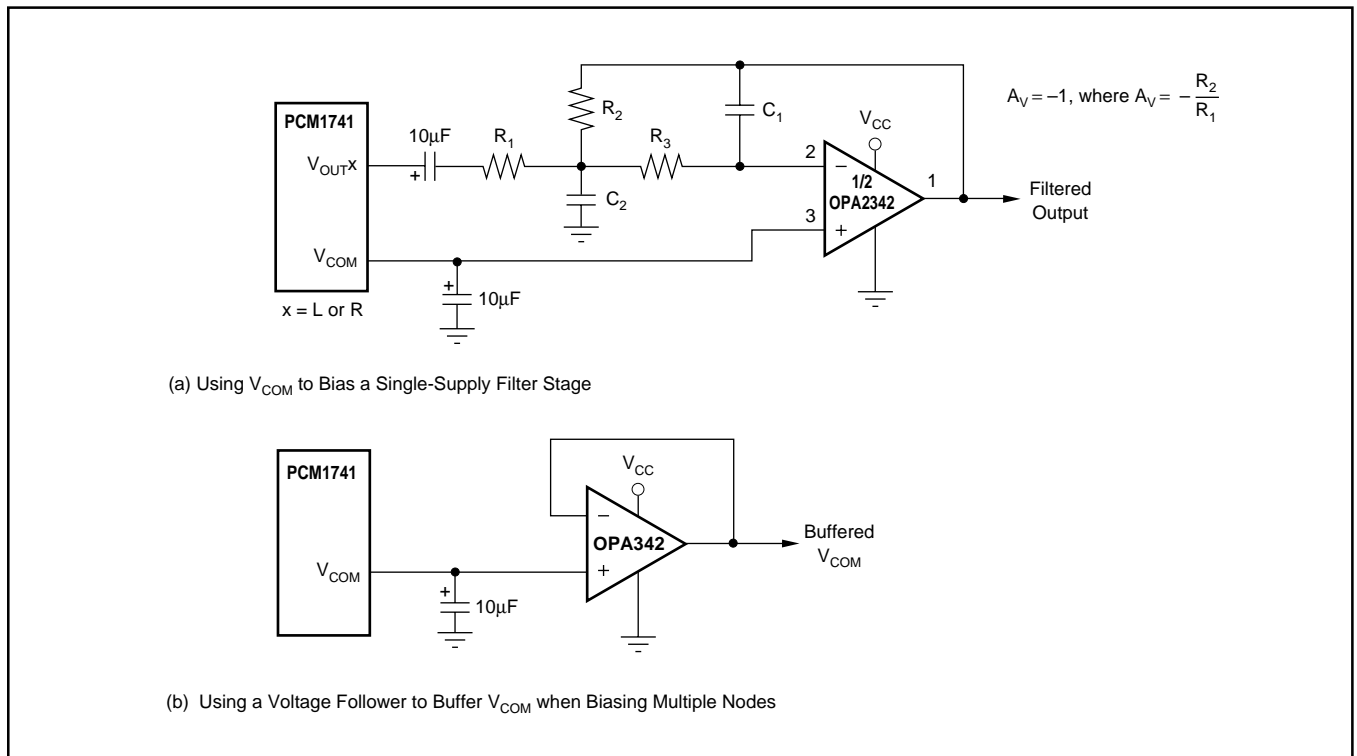 PCM1741
V_OUTX
V_COM
x = L or R
10μF
+
R1
R2
R3
C1
C2
VCC
2
3
1
−
+
1/2
OPA2342
Filtered
Output
AV = −1, where AV = − R2/R1
+
10μF
(a) Using VCOM to Bias a Single-Supply Filter Stage
PCM1741
VCOM
+
10μF
VCC
−
+
OPA342
Buffered
VCOM
(b) Using a Voltage Follower to Buffer VCOM when Biasing Multiple Nodes